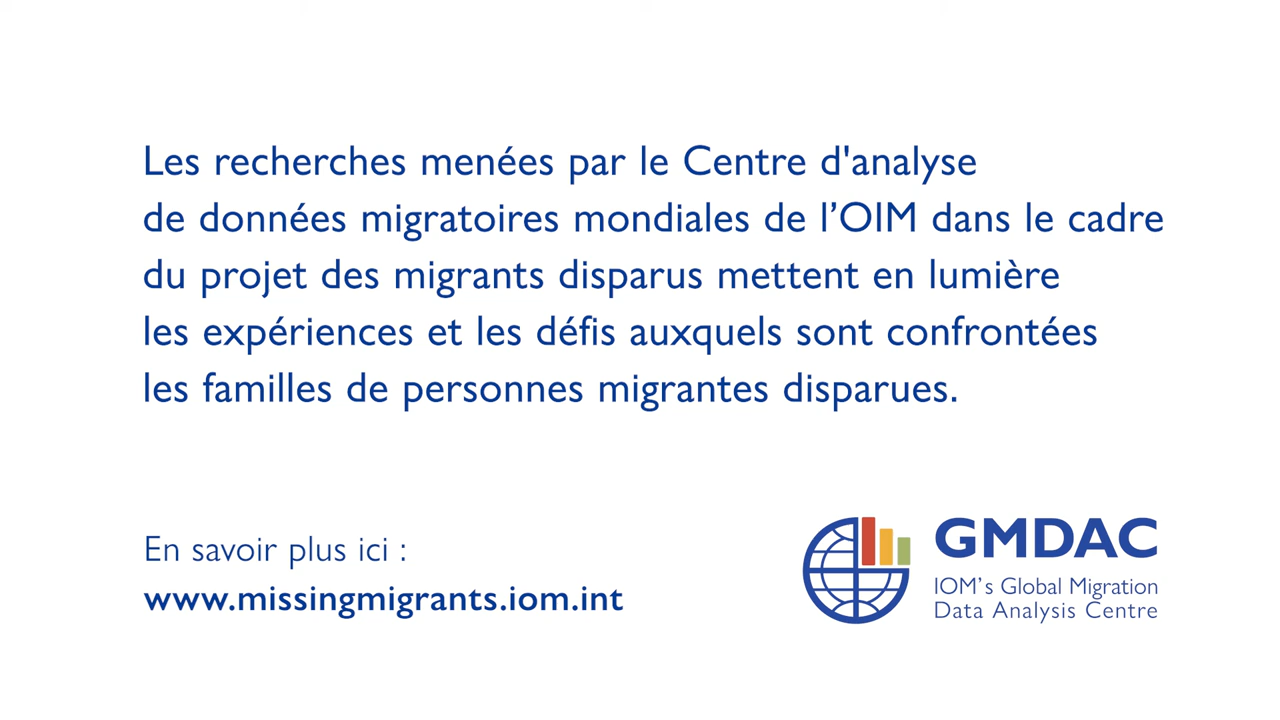 Les recherches menées par le Centre d'analyse
de données migratoires mondiales de l’OIM dans le cadre
du projet des migrants disparus mettent en lumière
les expériences et les défis auxquels sont confrontées
les familles de personnes migrantes disparues.
En savoir plus ici :
www.missingmigrants.iom.int
GMDAC
IOM’s Global Migration
Data Analysis Centre